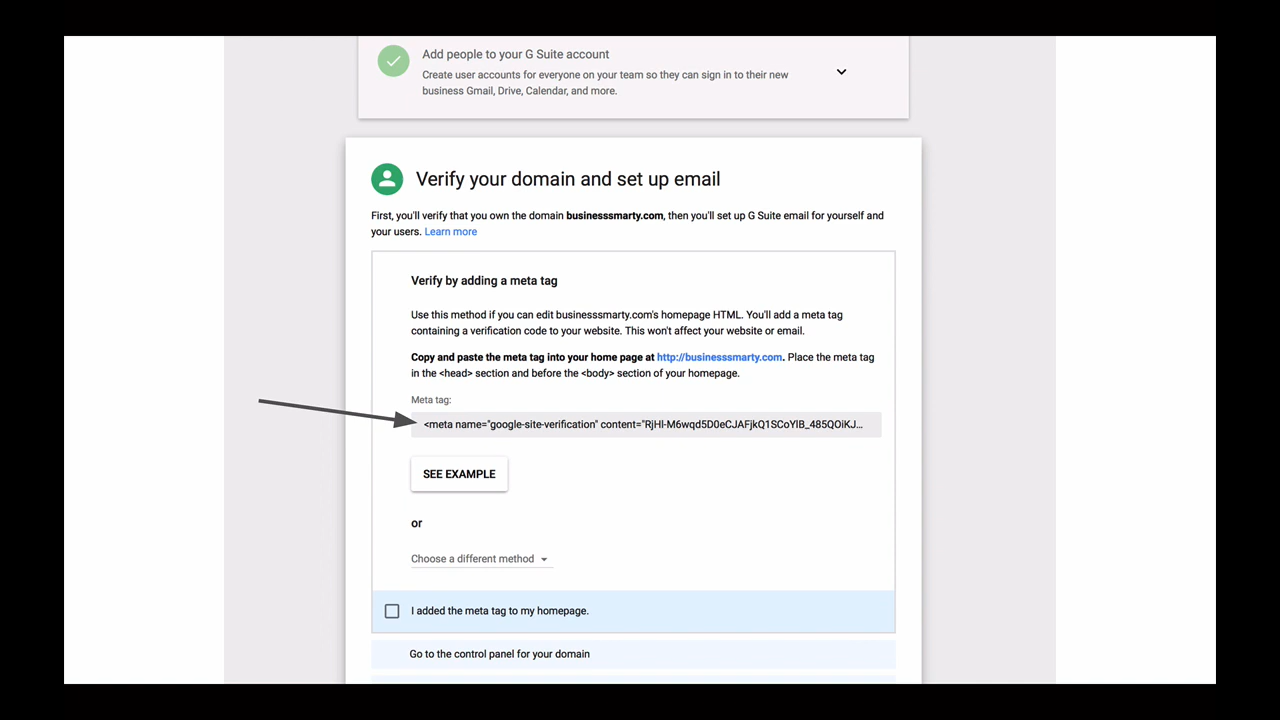 Add people to your G Suite account
Create user accounts for everyone on your team so they can sign in to their new
business Gmail, Drive, Calendar, and more.
Verify your domain and set up email
First, you'll verify that you own the domain businesssmarty.com, then you'll set up G Suite email for yourself and
your users. Learn more
Verify by adding a meta tag
Use this method if you can edit businesssmarty.com's homepage HTML. You'll add a meta tag
containing a verification code to your website. This won't affect your website or email.
Copy and paste the meta tag into your home page at http://businesssmarty.com. Place the meta tag
in the <head> section and before the <body> section of your homepage.
Meta tag:
<meta name="google-site-verification" content="RjHl-M6wqd5D0eCJAFjkQ1SCoYlB_485QOiKJ...
SEE EXAMPLE
or
Choose a different method
I added the meta tag to my homepage.
Go to the control panel for your domain